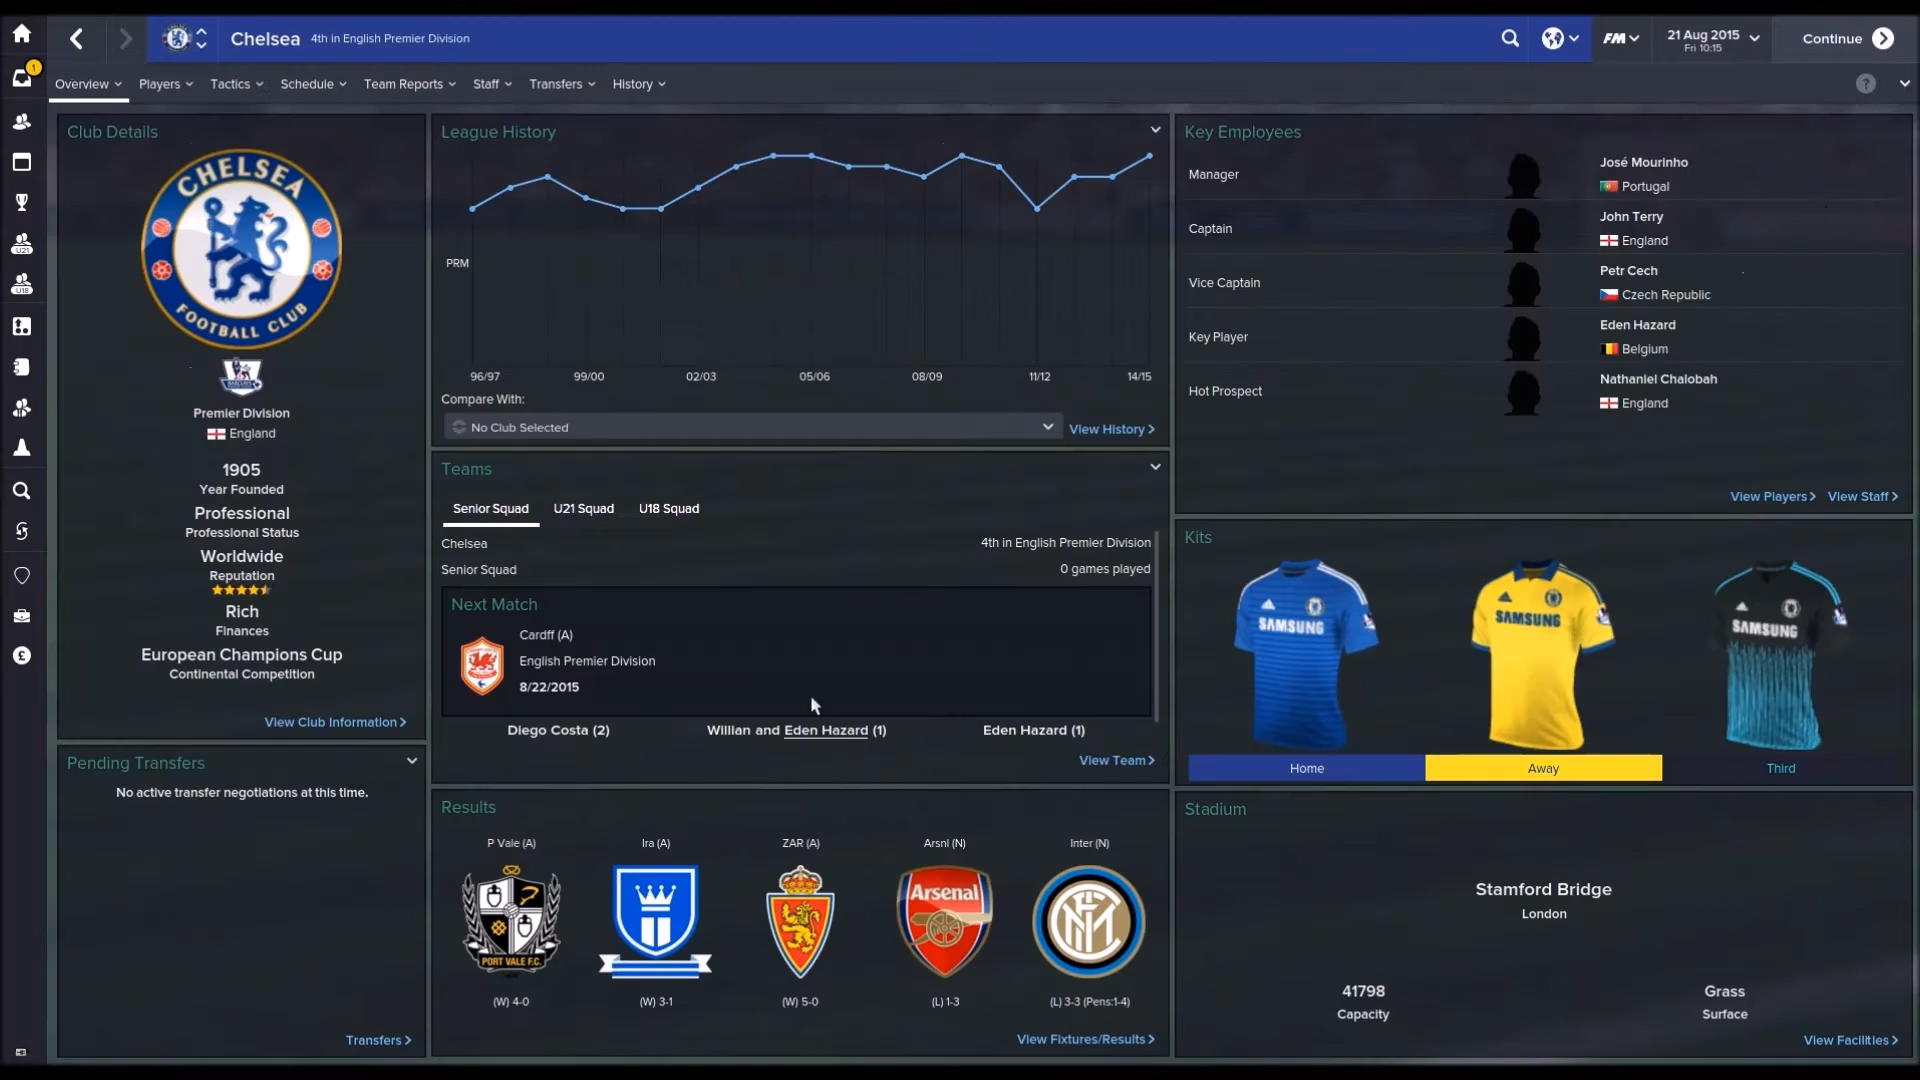 Chelsea 4th in English Premier Division
FM
21 Aug 2015
Fri 10:15
Continue
1
Overview Players Tactics Schedule Team Reports Staff Transfers History
?
U21
U18
£
Club Details
CHELSEA
FOOTBALL CLUB
BARCLAYS
Premier Division
England
1905
Year Founded
Professional
Professional Status
Worldwide
Reputation
Rich
Finances
European Champions Cup
Continental Competition
View Club Information >
Pending Transfers
No active transfer negotiations at this time.
Transfers >
League History
PRM
96/97 99/00 02/03 05/06 08/09 11/12 14/15
Compare With:
No Club Selected
View History >
Teams
Senior Squad U21 Squad U18 Squad
Chelsea 4th in English Premier Division
Senior Squad 0 games played
Next Match
Cardff (A)
English Premier Division
8/22/2015
Diego Costa (2) Willian and Eden Hazard (1) Eden Hazard (1)
View Team >
Results
P Vale (A) Ira (A) ZAR (A) Arsnl (N) Inter (N)
PORT VALE F.C.
Arsenal
(W) 4-0 (W) 3-1 (W) 5-0 (L) 1-3 (L) 3-3 (Pens:1-4)
View Fixtures/Results >
Key Employees
Manager José Mourinho
Portugal
Captain John Terry
England
Vice Captain Petr Cech
Czech Republic
Key Player Eden Hazard
Belgium
Hot Prospect Nathaniel Chalobah
England
View Players > View Staff >
Kits
SAMSUNG SAMSUNG SAMSUNG
Home Away Third
Stadium
Stamford Bridge
London
41798
Capacity
Grass
Surface
View Facilities >